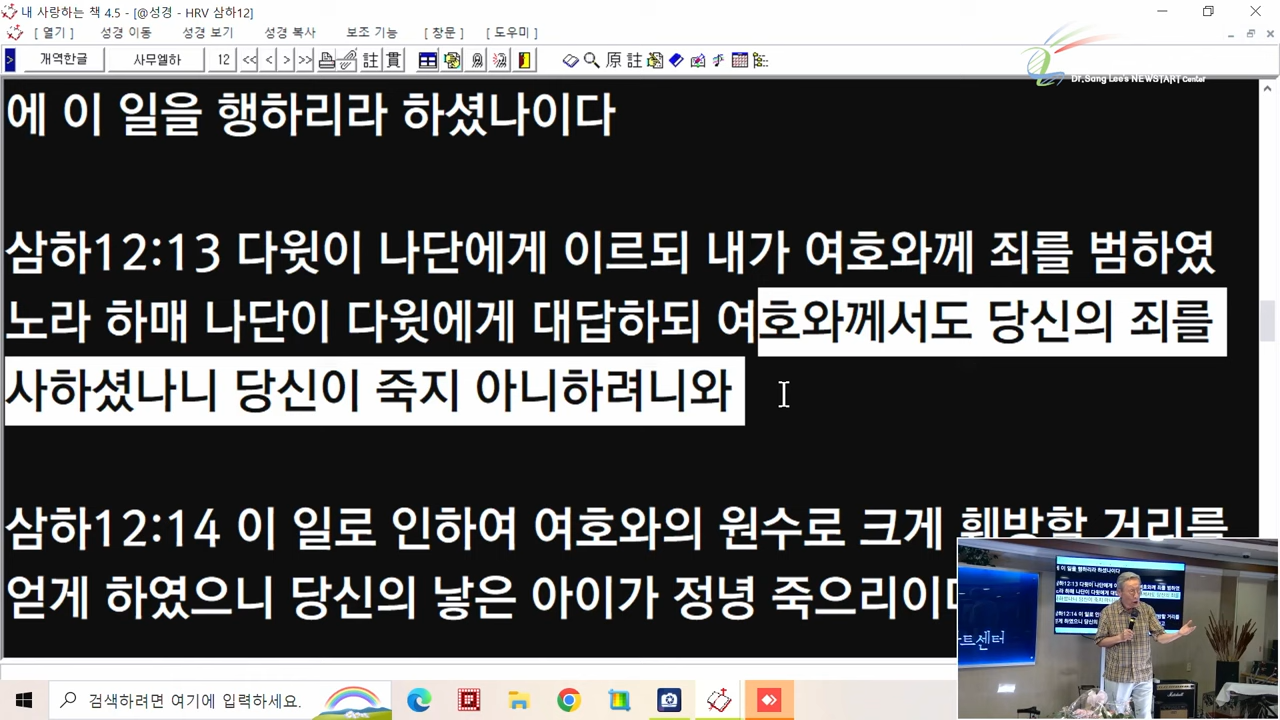 내 사랑하는 책 4.5 - [@성경 - HRV 삼하12]
[ 열기 ] 성경 이동 성경 보기 성경 복사 보조 기능 [ 창문 ] [ 도우미 ]
개역한글 사무엘하 12 << < > >> 註 貫 原 註
Dr.Sang Lee's NEWSTART Center
에 이 일을 행하리라 하셨나이다
삼하12:13 다윗이 나단에게 이르되 내가 여호와께 죄를 범하였
노라 하매 나단이 다윗에게 대답하되 여호와께서도 당신의 죄를
사하셨나니 당신이 죽지 아니하려니와
삼하12:14 이 일로 인하여 여호와의 원수로 크게 훼방할 거리를
얻게 하였으니 당신의 낳은 아이가 정녕 죽으리이다
검색하려면 여기에 입력하세요.